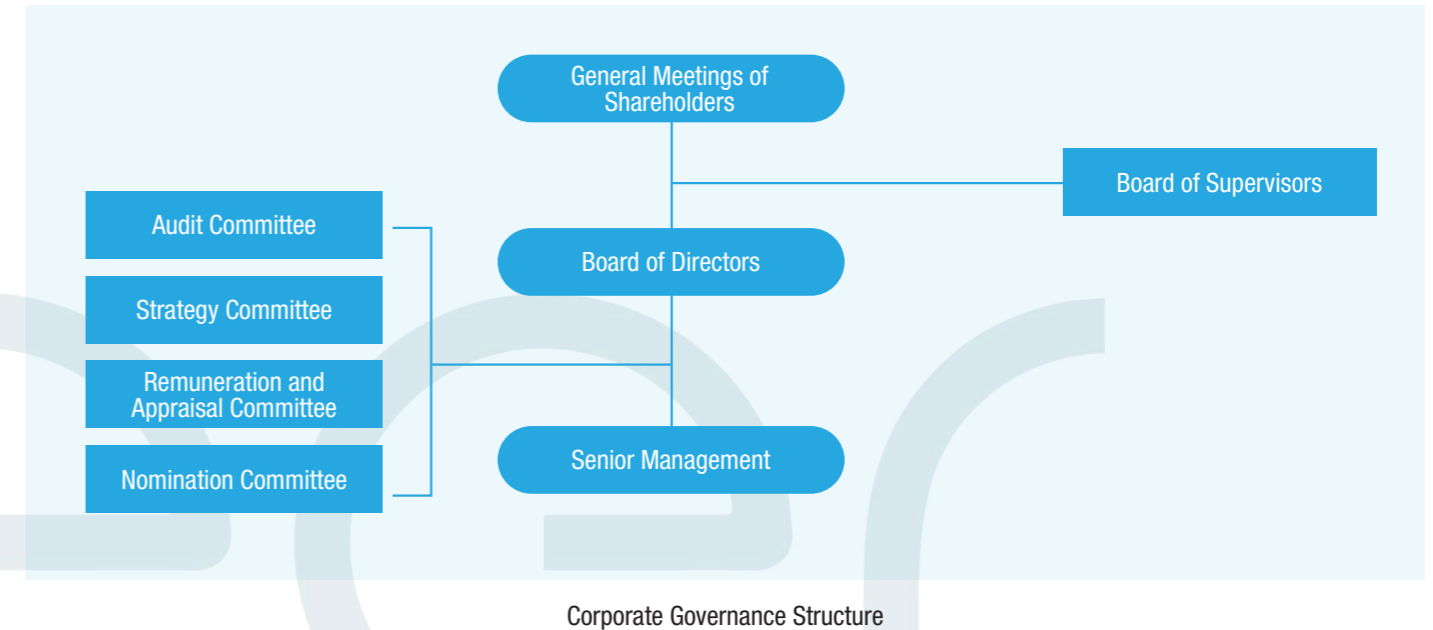 General Meetings of
Shareholders
Board of Supervisors
Audit Committee
Board of Directors
Strategy Committee
Remuneration and
Appraisal Committee
Senior Management
Nomination Committee
Corporate Governance Structure